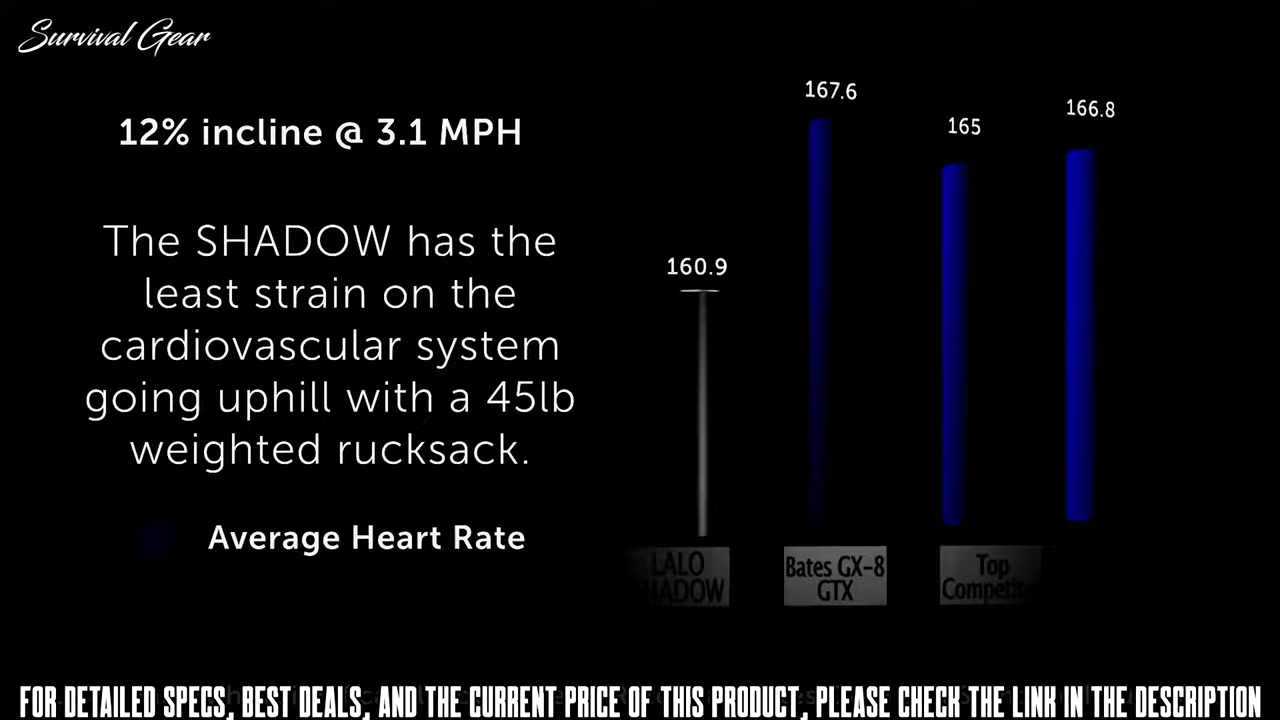 Survival Gear
12% incline @ 3.1 MPH
The SHADOW has the
least strain on the
cardiovascular system
going uphill with a 45lb
weighted rucksack.
Average Heart Rate
160.9
167.6
165
166.8
LALO
SHADOW
Bates GX-8
GTX
Top
FOR DETAILED SPECS, BEST DEALS, AND THE CURRENT PRICE OF THIS PRODUCT, PLEASE CHECK THE LINK IN THE DESCRIPTION